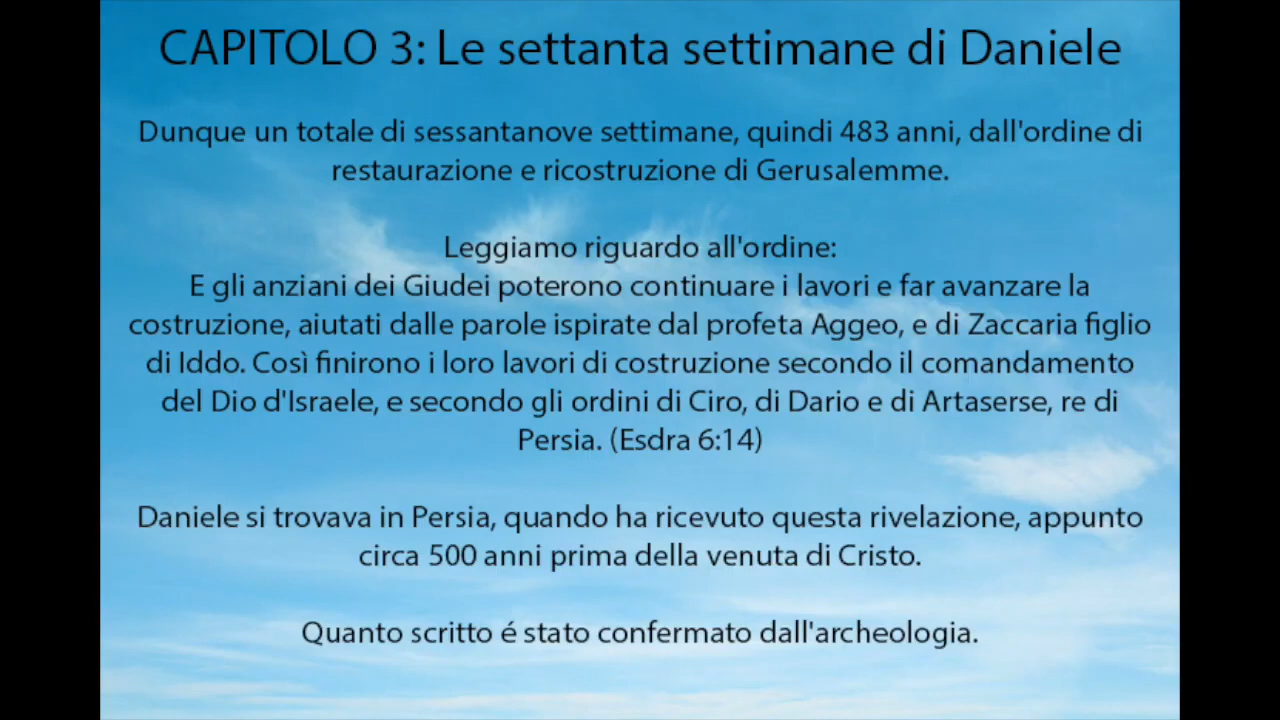 CAPITOLO 3: Le settanta settimane di Daniele
Dunque un totale di sessantanove settimane, quindi 483 anni, dall'ordine di
restaurazione e ricostruzione di Gerusalemme.
Leggiamo riguardo all'ordine:
E gli anziani dei Giudei poterono continuare i lavori e far avanzare la
costruzione, aiutati dalle parole ispirate dal profeta Aggeo, e di Zaccaria figlio
di Iddo. Così finirono i loro lavori di costruzione secondo il comandamento
del Dio d'Israele, e secondo gli ordini di Ciro, di Dario e di Artaserse, re di
Persia. (Esdra 6:14)
Daniele si trovava in Persia, quando ha ricevuto questa rivelazione, appunto
circa 500 anni prima della venuta di Cristo.
Quanto scritto é stato confermato dall'archeologia.